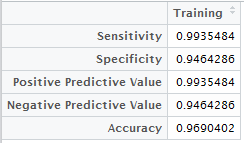 Training
Sensitivity 0.9935484
Specificity 0.9464286
Positive Predictive Value 0.9935484
Negative Predictive Value 0.9464286
Accuracy 0.9690402